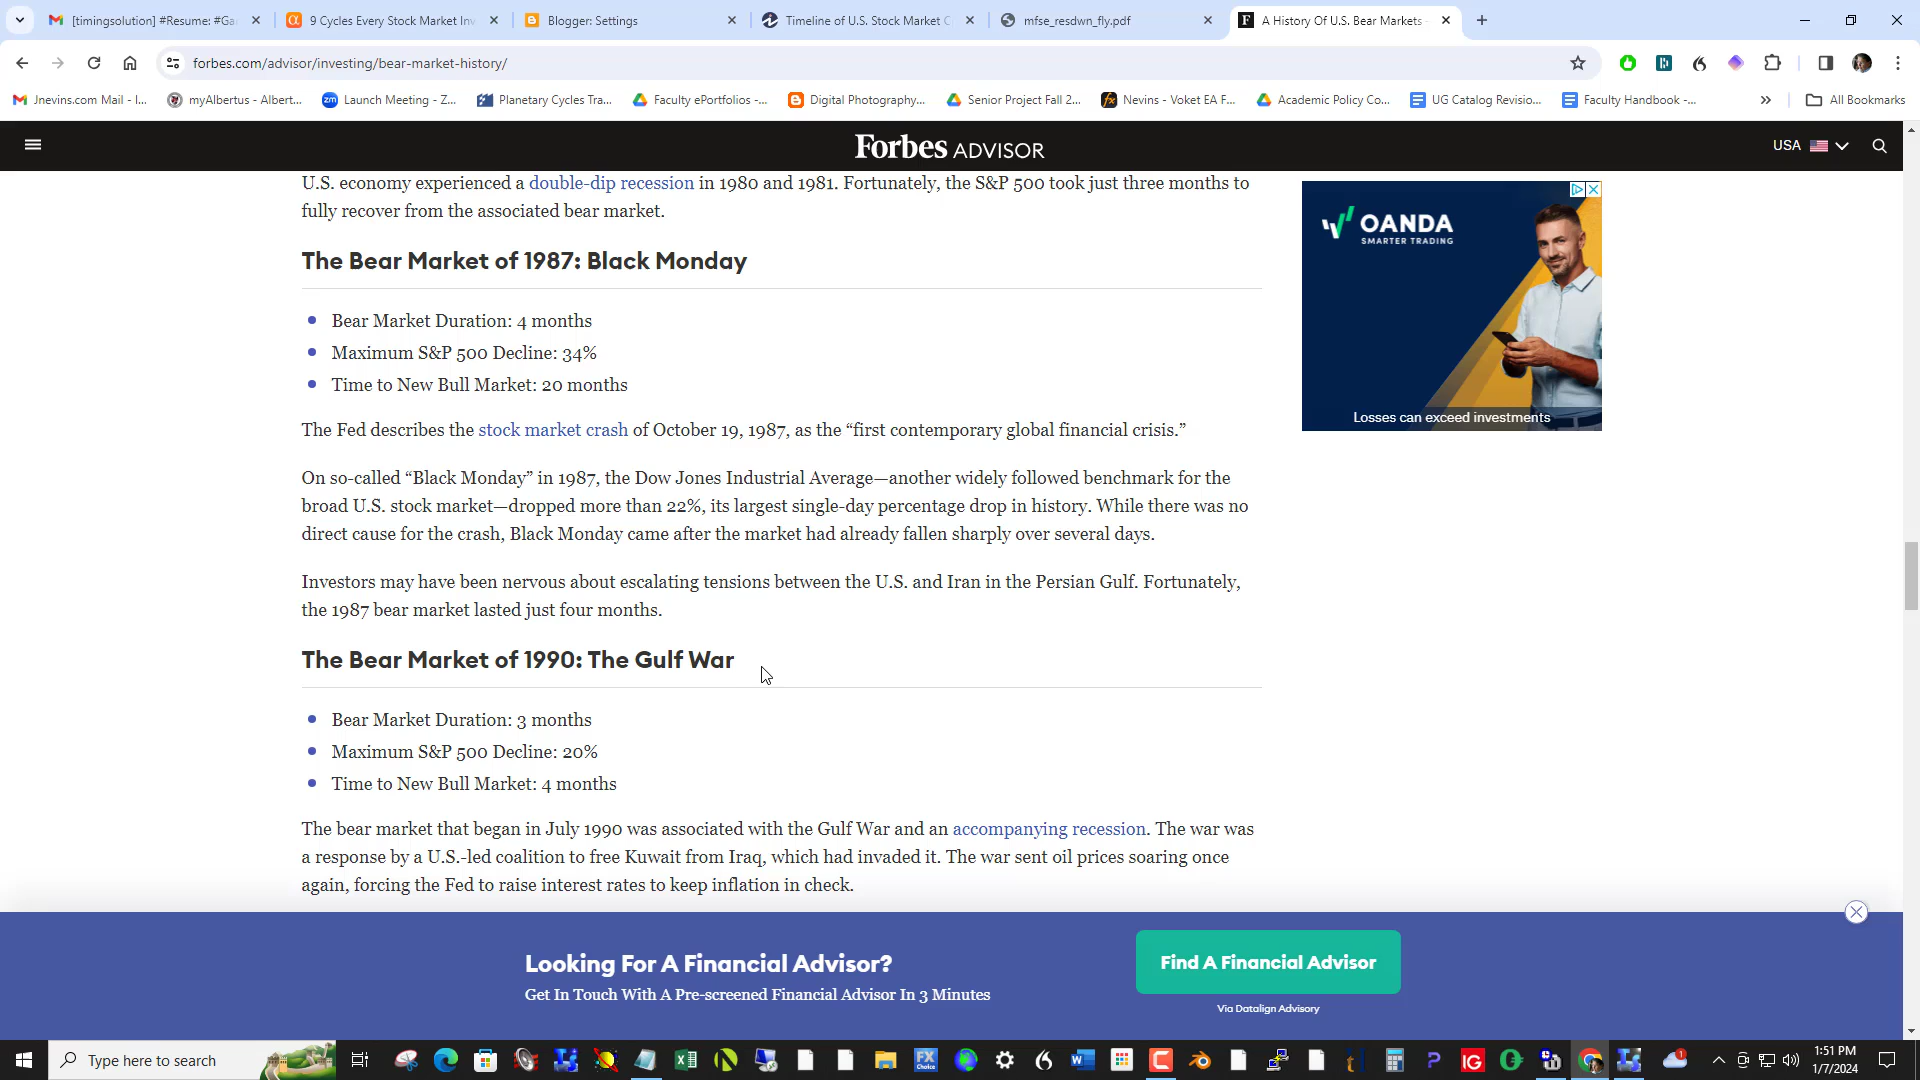 [timingsolution] #Resume: #Ga
9 Cycles Every Stock Market Inv
Blogger: Settings
Timeline of U.S. Stock Market C
mfse_resdwn_fly.pdf
A History Of U.S. Bear Markets -
forbes.com/advisor/investing/bear-market-history/
Jnevins.com Mail - I...
myAlbertus - Albert...
Launch Meeting - Z...
Planetary Cycles Tra...
Faculty ePortfolios -...
Digital Photography...
Senior Project Fall 2...
Nevins - Voket EA F...
Academic Policy Co...
UG Catalog Revisio...
Faculty Handbook -...
All Bookmarks
Forbes ADVISOR
USA
U.S. economy experienced a double-dip recession in 1980 and 1981. Fortunately, the S&P 500 took just three months to
fully recover from the associated bear market.
OANDA
SMARTER TRADING
Losses can exceed investments
The Bear Market of 1987: Black Monday
Bear Market Duration: 4 months
Maximum S&P 500 Decline: 34%
Time to New Bull Market: 20 months
The Fed describes the stock market crash of October 19, 1987, as the “first contemporary global financial crisis.”
On so-called “Black Monday” in 1987, the Dow Jones Industrial Average—another widely followed benchmark for the
broad U.S. stock market—dropped more than 22%, its largest single-day percentage drop in history. While there was no
direct cause for the crash, Black Monday came after the market had already fallen sharply over several days.
Investors may have been nervous about escalating tensions between the U.S. and Iran in the Persian Gulf. Fortunately,
the 1987 bear market lasted just four months.
The Bear Market of 1990: The Gulf War
Bear Market Duration: 3 months
Maximum S&P 500 Decline: 20%
Time to New Bull Market: 4 months
The bear market that began in July 1990 was associated with the Gulf War and an accompanying recession. The war was
a response by a U.S.-led coalition to free Kuwait from Iraq, which had invaded it. The war sent oil prices soaring once
again, forcing the Fed to raise interest rates to keep inflation in check.
Looking For A Financial Advisor?
Get In Touch With A Pre-screened Financial Advisor In 3 Minutes
Find A Financial Advisor
Via Datalign Advisory
Type here to search
1:51 PM
1/7/2024